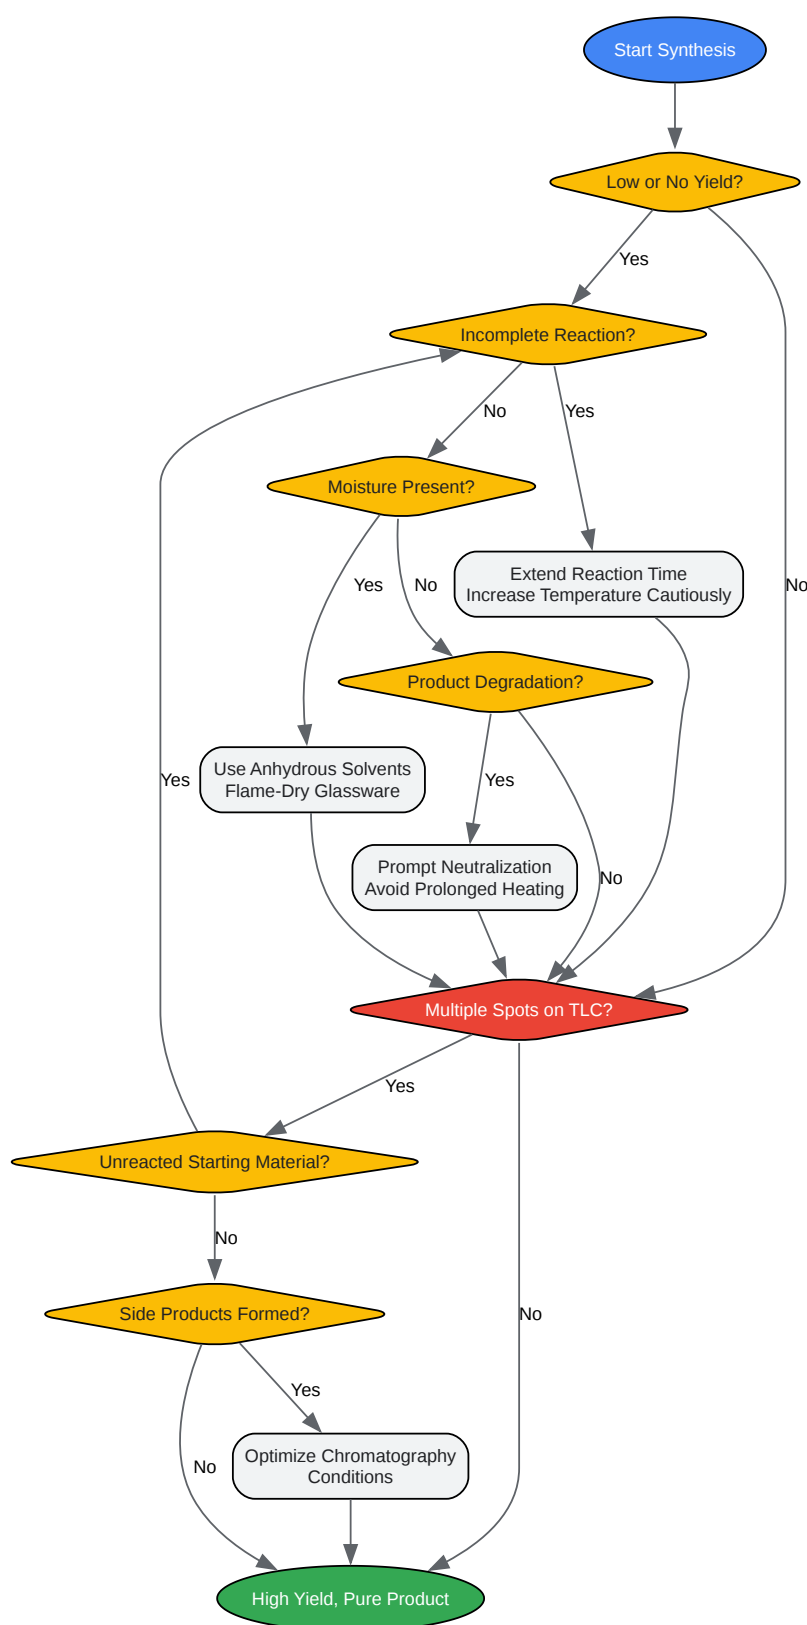 Start Synthesis
Low or No Yield?
Yes
Incomplete Reaction?
No
Yes
Moisture Present?
Extend Reaction Time
Increase Temperature Cautiously
Yes
No
No
Product Degradation?
Use Anhydrous Solvents
Flame-Dry Glassware
Yes
Yes
Prompt Neutralization
Avoid Prolonged Heating
No
Multiple Spots on TLC?
Yes
Unreacted Starting Material?
No
Side Products Formed?
No
Yes
Optimize Chromatography
Conditions
No
High Yield, Pure Product